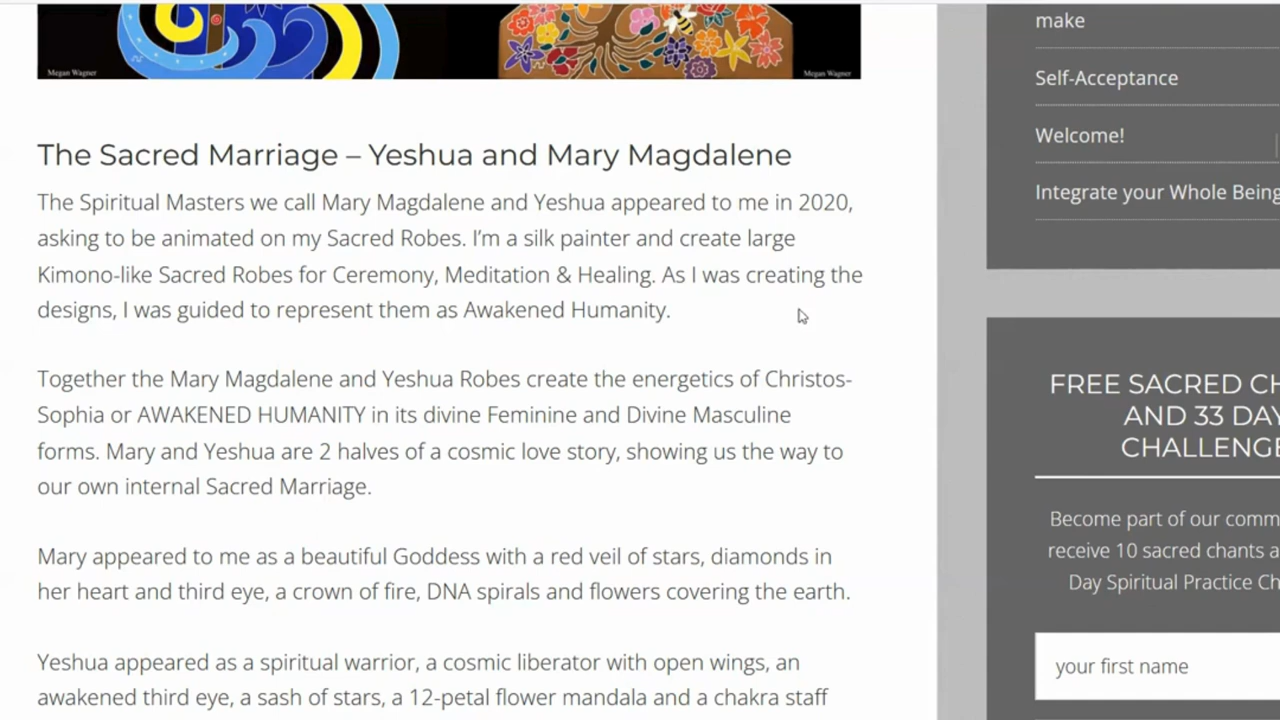 Megan Wagner
Megan Wagner
The Sacred Marriage – Yeshua and Mary Magdalene
The Spiritual Masters we call Mary Magdalene and Yeshua appeared to me in 2020,
asking to be animated on my Sacred Robes. I'm a silk painter and create large
Kimono-like Sacred Robes for Ceremony, Meditation & Healing. As I was creating the
designs, I was guided to represent them as Awakened Humanity.
Together the Mary Magdalene and Yeshua Robes create the energetics of Christos-
Sophia or AWAKENED HUMANITY in its divine Feminine and Divine Masculine
forms. Mary and Yeshua are 2 halves of a cosmic love story, showing us the way to
our own internal Sacred Marriage.
Mary appeared to me as a beautiful Goddess with a red veil of stars, diamonds in
her heart and third eye, a crown of fire, DNA spirals and flowers covering the earth.
Yeshua appeared as a spiritual warrior, a cosmic liberator with open wings, an
awakened third eye, a sash of stars, a 12-petal flower mandala and a chakra staff
make
Self-Acceptance
Welcome!
Integrate your Whole Being
FREE SACRED CH
AND 33 DAY
CHALLENGE
Become part of our comm
receive 10 sacred chants a
Day Spiritual Practice Ch
your first name